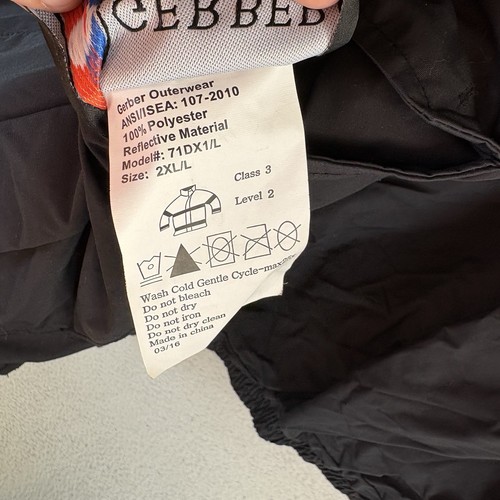 GERBER
Gerber Outerwear
ANSI/ISEA: 107-2010
100% Polyester
Reflective Material
Model#: 71DX1/L
Size: 2XL/L
Class 3
Level 2
Wash Cold Gentle Cycle-max
Do not bleach
Do not dry
Do not iron
Do not dry clean
Made in china
03/16